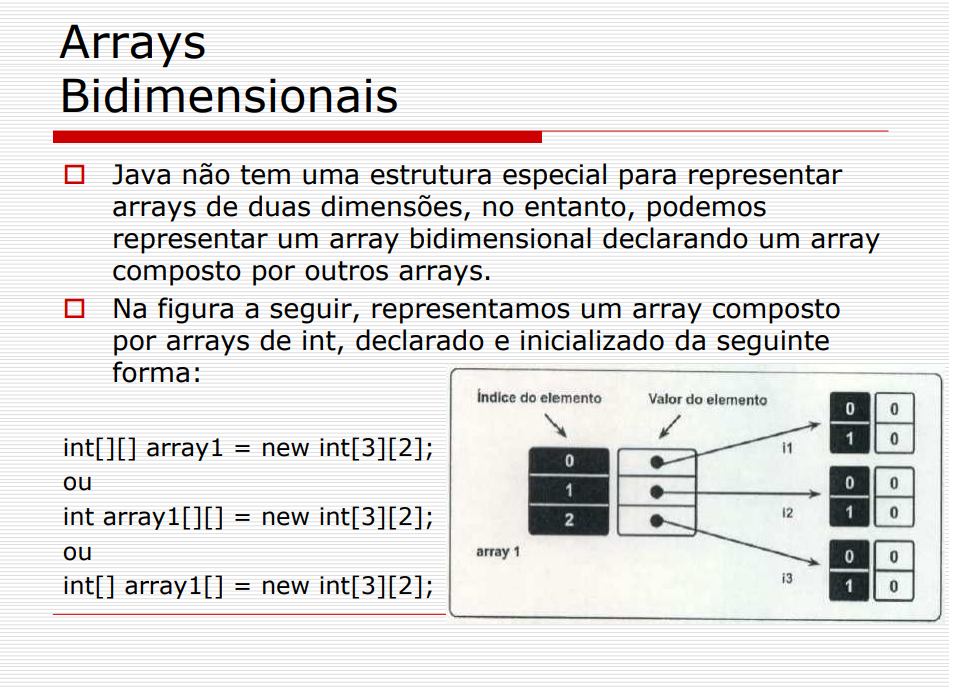 Arrays
Bidimensionais
Java não tem uma estrutura especial para representar
arrays de duas dimensões, no entanto, podemos
representar um array bidimensional declarando um array
composto por outros arrays.
Na figura a seguir, representamos um array composto
por arrays de int, declarado e inicializado da seguinte
forma:
int[][] array1 = new int[3][2];
ou
int array1[][] = new int[3][2];
ou
int[] array1[] = new int[3][2];
Índice do elemento
Valor do elemento
0
1
2
array 1
i1
0 0
1 0
i2
0 0
1 0
i3
0 0
1 0